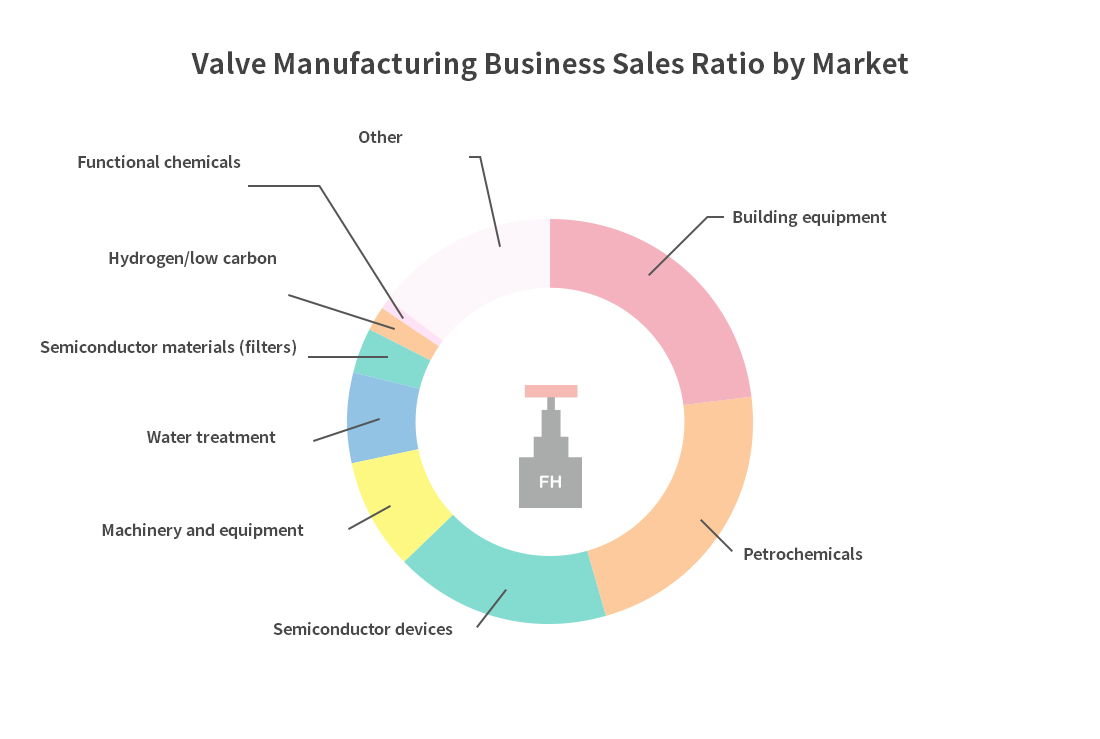 Valve Manufacturing Business Sales Ratio by Market
Other
Functional chemicals
Building equipment
Hydrogen/low carbon
Semiconductor materials (filters)
Water treatment
FH
Machinery and equipment
Petrochemicals
Semiconductor devices